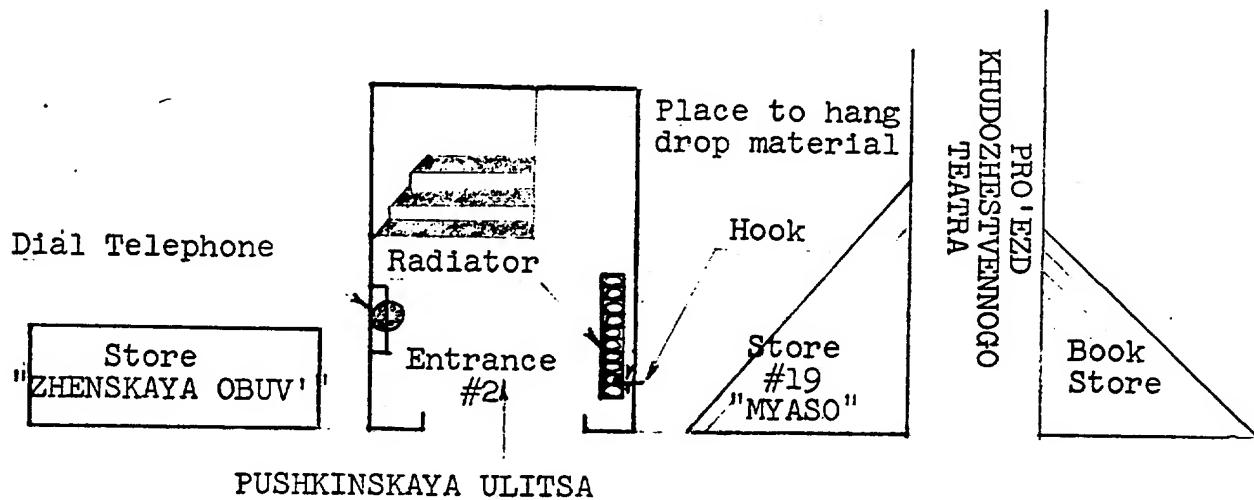 Place to hang
drop material
PRO'EZD
KHUDOZHESTVENNOGO
TEATRA
Hook
Dial Telephone
Radiator
Store
"ZHENSKAYA OBUV'"
Entrance
#2
Store
#19
"MYASO"
Book
Store
PUSHKINSKAYA ULITSA